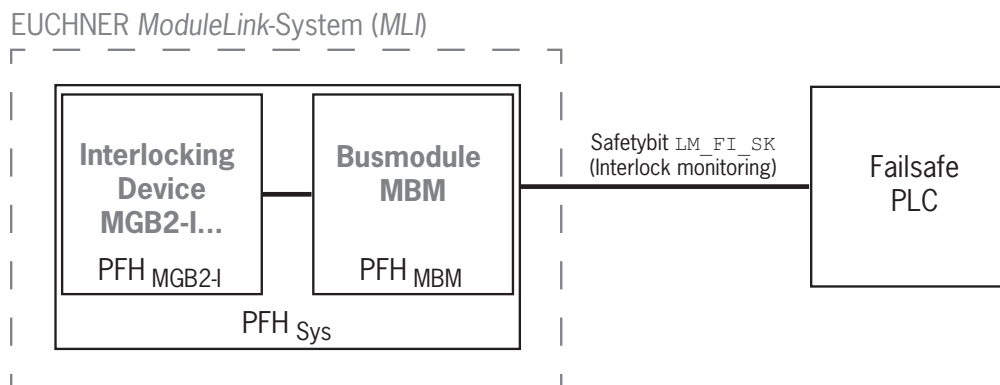 EUCHNER ModuleLink-System (MLI)
Interlocking
Device
MGB2-I...
PFH MGB2-I
Busmodule
MBM
PFH MBM
PFH Sys
Safetybit LM_FI_SK
(Interlock monitoring)
Failsafe
PLC